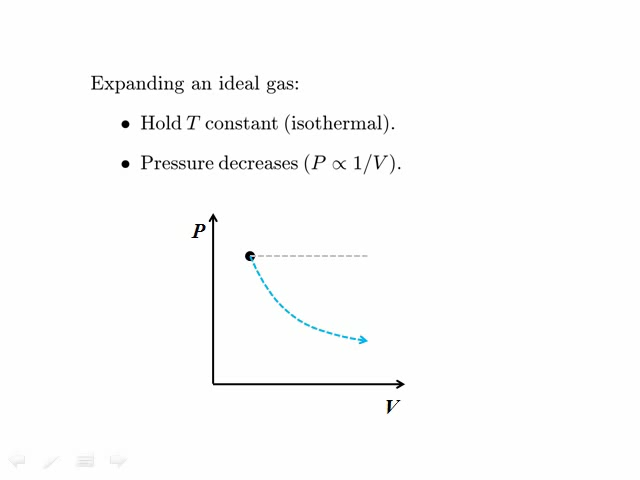 Expanding an ideal gas:
• Hold T constant (isothermal).
• Pressure decreases (P ∝ 1/V).
P
V